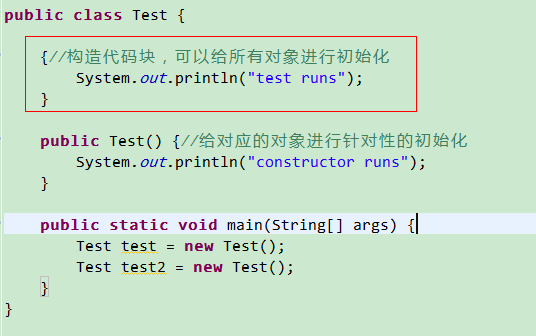 public class Test {
{//构造代码块，可以给所有对象进行初始化
System.out.println("test runs");
}
public Test() {//给对应的对象进行针对性的初始化
System.out.println("constructor runs");
}
public static void main(String[] args) {
Test test = new Test();
Test test2 = new Test();
}
}